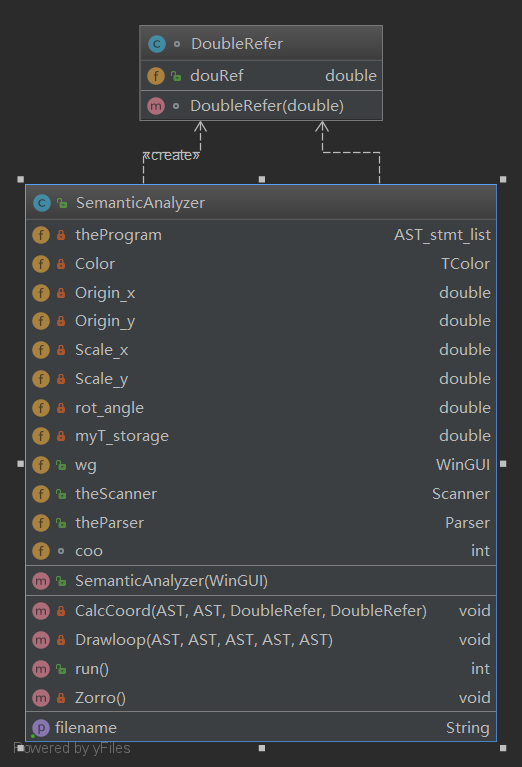 DoubleRefer
douRef double
DoubleRefer(double)
«create»
SemanticAnalyzer
theProgram AST_stmt_list
Color TColor
Origin_x double
Origin_y double
Scale_x double
Scale_y double
rot_angle double
myT_storage double
wg WinGUI
theScanner Scanner
theParser Parser
coo int
SemanticAnalyzer(WinGUI)
CalcCoord(AST, AST, DoubleRefer, DoubleRefer) void
Drawloop(AST, AST, AST, AST, AST) void
run() int
Zorro() void
filename String
Powered by yFiles